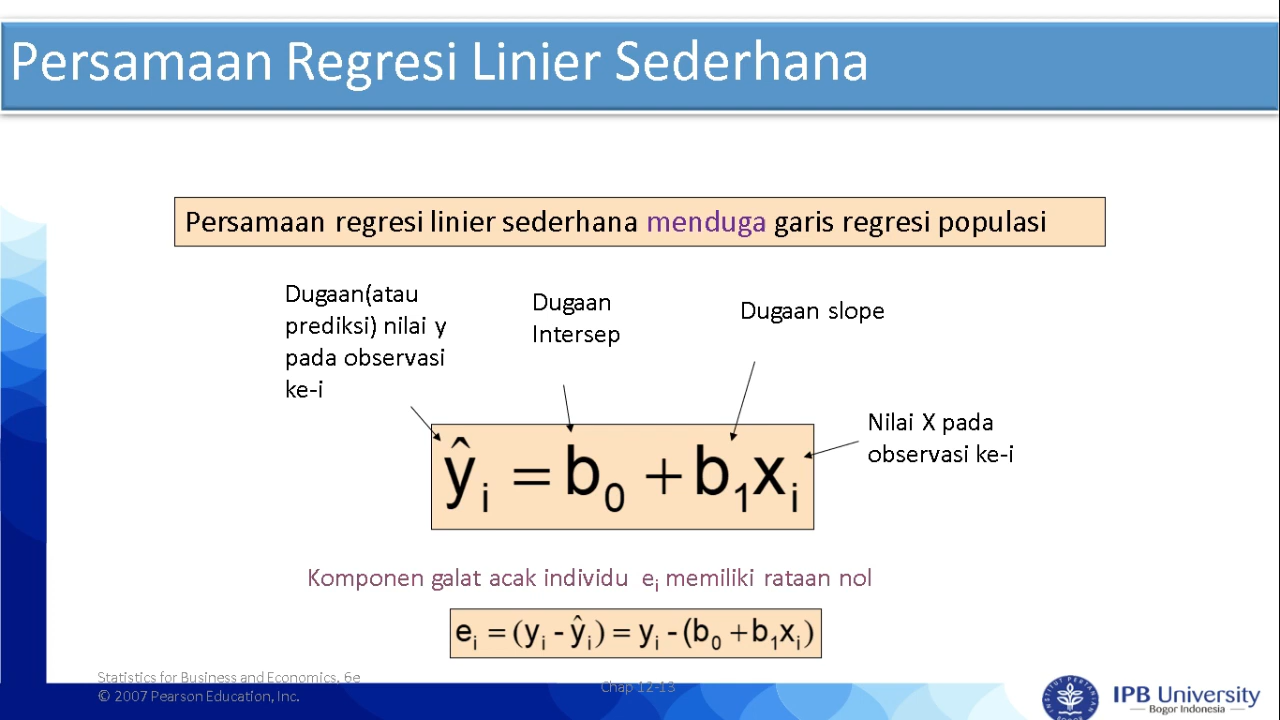 Persamaan Regresi Linier Sederhana
Persamaan regresi linier sederhana menduga garis regresi populasi
Dugaan(atau
prediksi) nilai y
pada observasi
ke-i
Dugaan
Intersep
Dugaan slope
Nilai X pada
observasi ke-i
ŷᵢ = b₀ + b₁xᵢ
Komponen galat acak individu eᵢ memiliki rataan nol
eᵢ = (yᵢ - ŷᵢ) = yᵢ - (b₀ + b₁xᵢ)
Statistics for Business and Economics, 6e
© 2007 Pearson Education, Inc.
Chap 12-13
INSTITUT PERTANIAN
BOGOR
IPB University
Bogor Indonesia